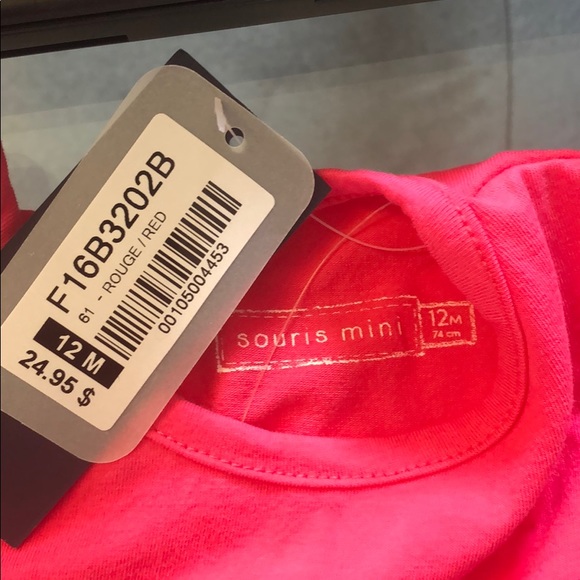 F16B3202B
61 - ROUGE / RED
00105004453
12 M
24.95 $
souris mini
12M
74 cm